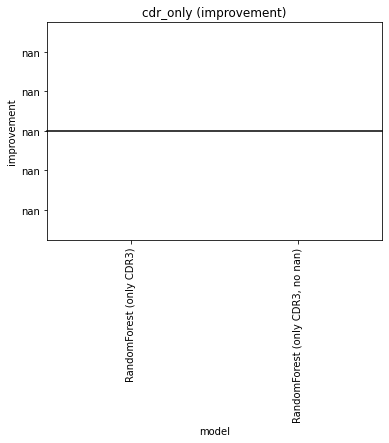 cdr_only (improvement)
improvement
nan
nan
nan
nan
nan
RandomForest (only CDR3)
RandomForest (only CDR3, no nan)
model